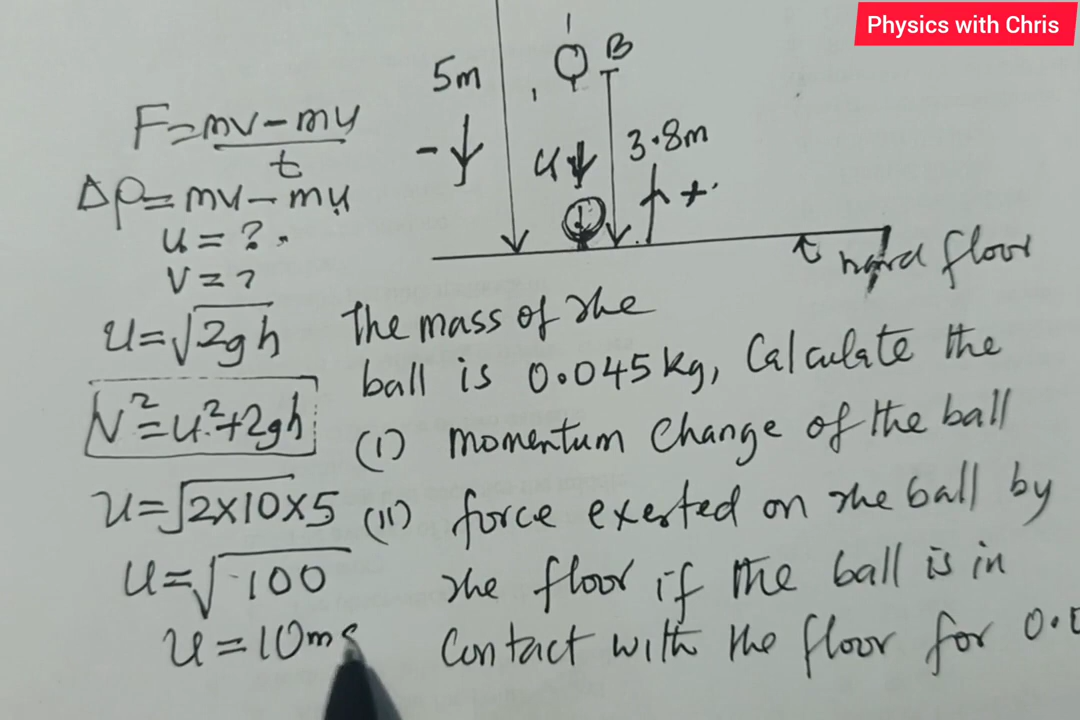 Physics with Chris
B
5m
3.8m
-
u
+
hard floor
F=mv-mu
t
Δp=mv-mu
u=?
v=?
u=√2gh
v²=u²+2gh
u=√2×10×5
u=√100
u=10ms
The mass of the
ball is 0.045kg, Calculate the
(I) momentum change of the ball
(II) force exerted on the ball by
the floor if the ball is in
Contact with the floor for